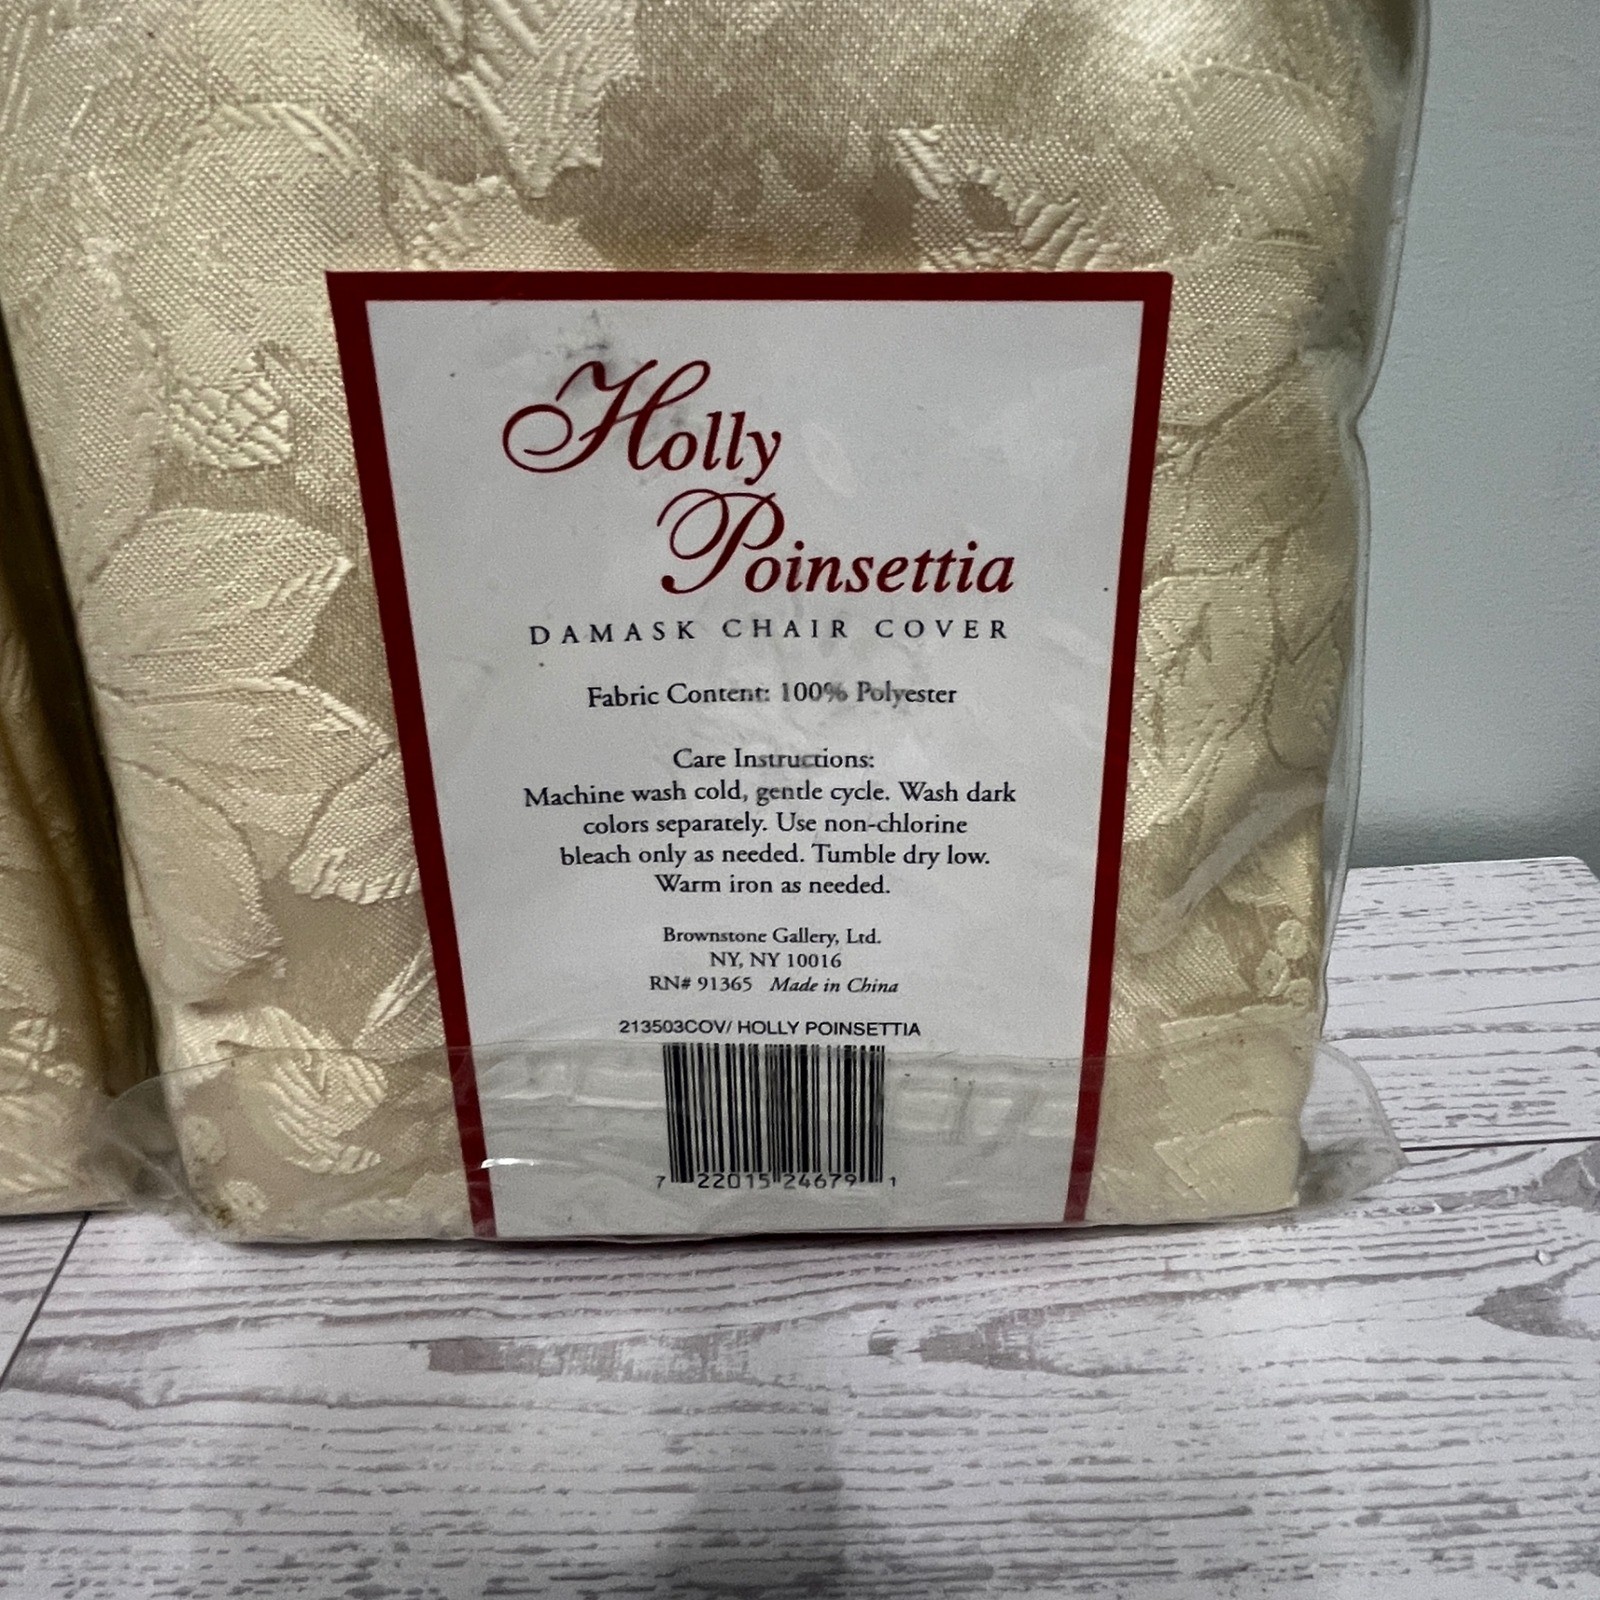 Holly
Poinsettia
DAMASK CHAIR COVER
Fabric Content: 100% Polyester
Care Instructions:
Machine wash cold, gentle cycle. Wash dark
colors separately. Use non-chlorine
bleach only as needed. Tumble dry low.
Warm iron as needed.
Brownstone Gallery, Ltd.
NY, NY 10016
RN# 91365 Made in China
213503COV/ HOLLY POINSETTIA
7 22015 24679 1